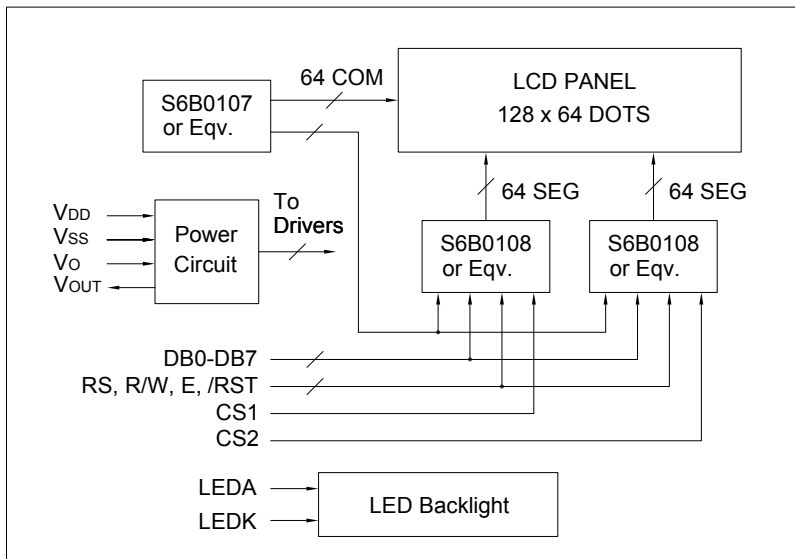 64 COM
S6B0107
or Eqv.
LCD PANEL
128 x 64 DOTS
64 SEG
64 SEG
S6B0108
or Eqv.
S6B0108
or Eqv.
VDD
VSS
VO
VOUT
Power
Circuit
To
Drivers
DB0-DB7
RS, R/W, E, /RST
CS1
CS2
LEDA
LEDK
LED Backlight